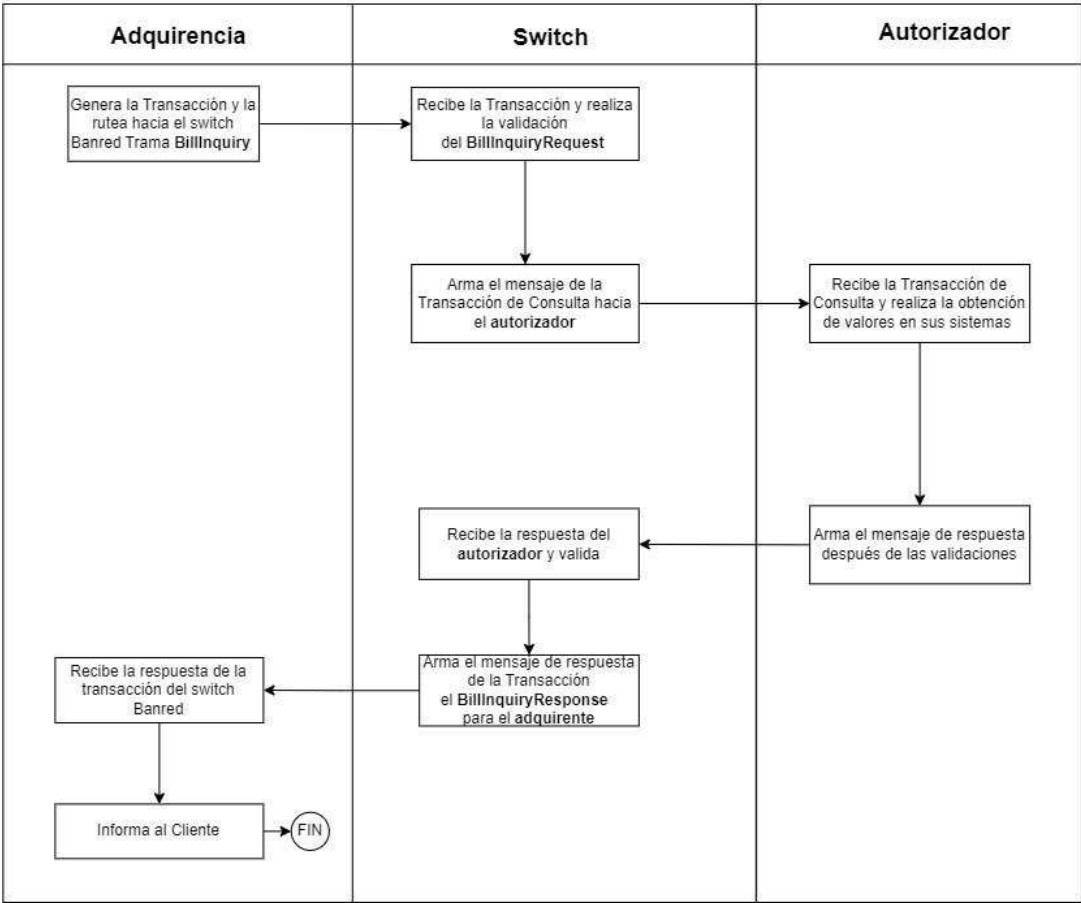 Adquirencia
Switch
Autorizador
Genera la Transacción y la
rutea hacia el switch
Banred Trama BillInquiry
Recibe la Transacción y realiza
la validación
del BillInquiryRequest
Arma el mensaje de la
Transacción de Consulta hacia
el autorizador
Recibe la Transacción de
Consulta y realiza la obtención
de valores en sus sistemas
Arma el mensaje de respuesta
después de las validaciones
Recibe la respuesta del
autorizador y valida
Arma el mensaje de respuesta
de la Transacción
el BillInquiryResponse
para el adquirente
Recibe la respuesta de la
transacción del switch
Banred
Informa al Cliente
FIN